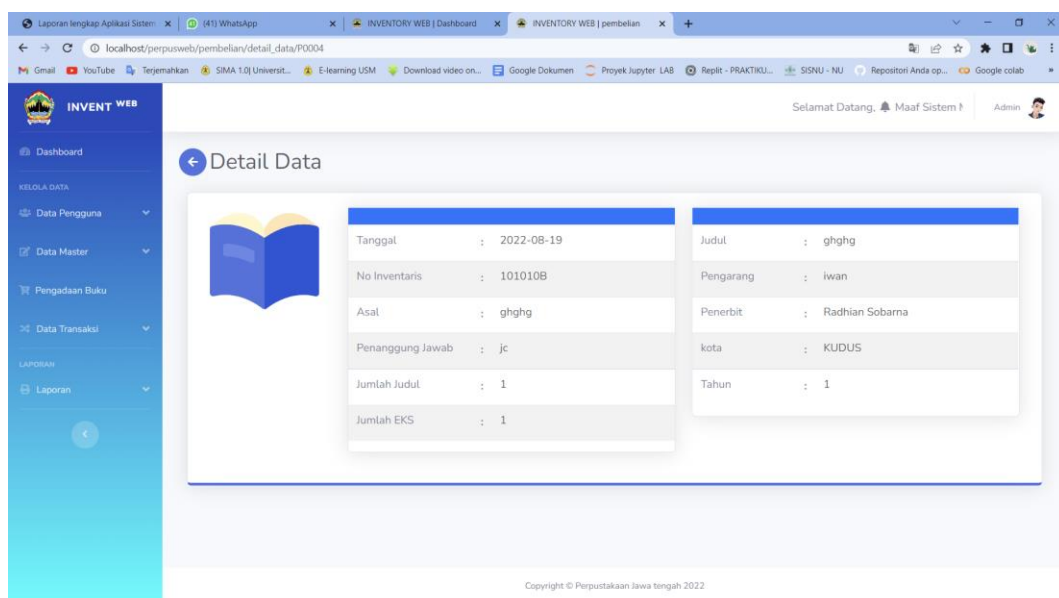 Laporan lengkap Aplikasi Sistem
(41) WhatsApp
INVENTORY WEB | Dashboard
INVENTORY WEB | pembelian
localhost/perpusweb/pembelian/detail_data/P0004
Gmail
YouTube
Terjemahkan
SIMA 1.0| Universit...
E-learning USM
Download video on...
Google Dokumen
Proyek Jupyter LAB
Replit - PRAKTIKU...
SISNU - NU
Repositori Anda op...
Google colab
INVENT WEB
Selamat Datang, Maaf Sistem
Admin
Dashboard
KELOLA DATA
Data Pengguna
Data Master
Pengadaan Buku
Data Transaksi
LAPORAN
Laporan
Detail Data
Tanggal : 2022-08-19
No Inventaris : 101010B
Asal : ghghg
Penanggung Jawab : jc
Jumlah Judul : 1
Jumlah EKS : 1
Judul : ghghg
Pengarang : iwan
Penerbit : Radhian Sobarna
kota : KUDUS
Tahun : 1
Copyright © Perpustakaan Jawa tengah 2022